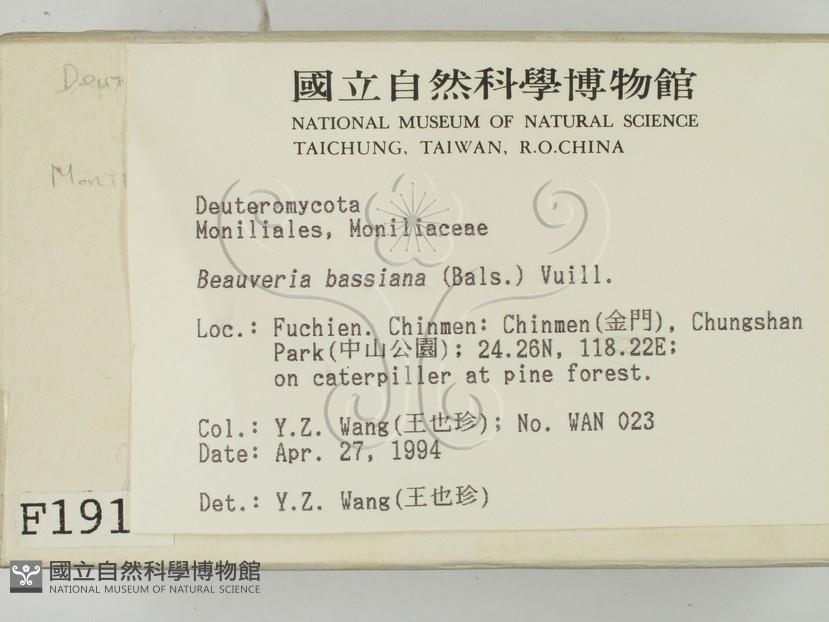 Deut
Moni
國立自然科學博物館
NATIONAL MUSEUM OF NATURAL SCIENCE
TAICHUNG, TAIWAN, R.O.CHINA
Deuteromycota
Moniliales, Moniliaceae
Beauveria bassiana (Bals.) Vuill.
Loc.: Fuchien. Chinmen: Chinmen(金門), Chungshan
Park(中山公園); 24.26N, 118.22E;
on caterpiller at pine forest.
Col.: Y.Z. Wang(王也珍); No. WAN 023
Date: Apr. 27, 1994
Det.: Y.Z. Wang(王也珍)
F191
國立自然科學博物館
NATIONAL MUSEUM OF NATURAL SCIENCE